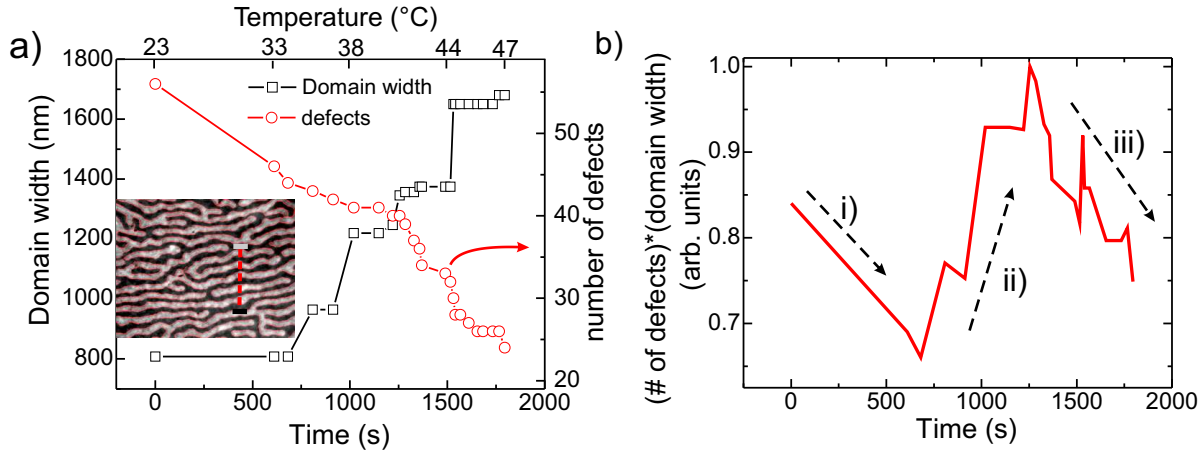 a)
Temperature (°C)
23 33 38 44 47
1800
1600
1400
1200
1000
800
Domain width (nm)
Domain width
defects
50
40
30
20
number of defects
0 500 1000 1500 2000
Time (s)
b)
1.0
0.9
0.8
0.7
(# of defects)*(domain width)
(arb. units)
i)
ii)
iii)
0 500 1000 1500 2000
Time (s)